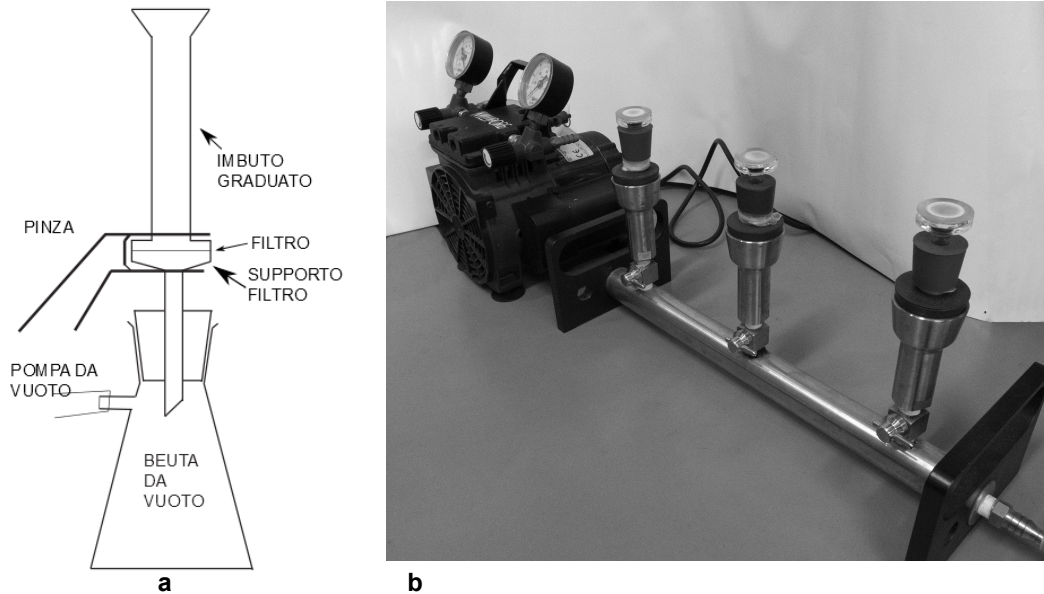 IMBUTO
GRADUATO
PINZA
FILTRO
SUPPORTO
FILTRO
POMPA DA
VUOTO
BEUTA
DA
VUOTO
a
b